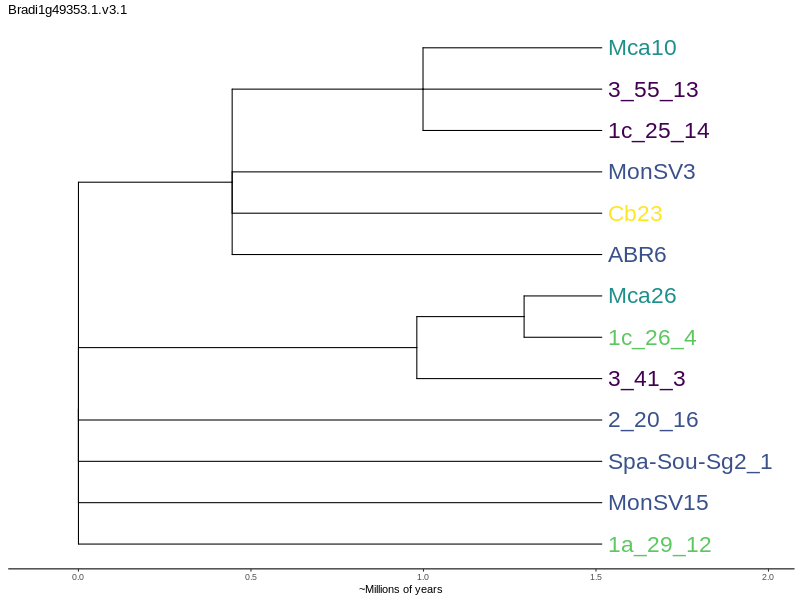 Bradi1g49353.1.v3.1
Mca10
3_55_13
1c_25_14
MonSV3
Cb23
ABR6
Mca26
1c_26_4
3_41_3
2_20_16
Spa-Sou-Sg2_1
MonSV15
1a_29_12
0.0 0.5 1.0 1.5 2.0
~Millions of years